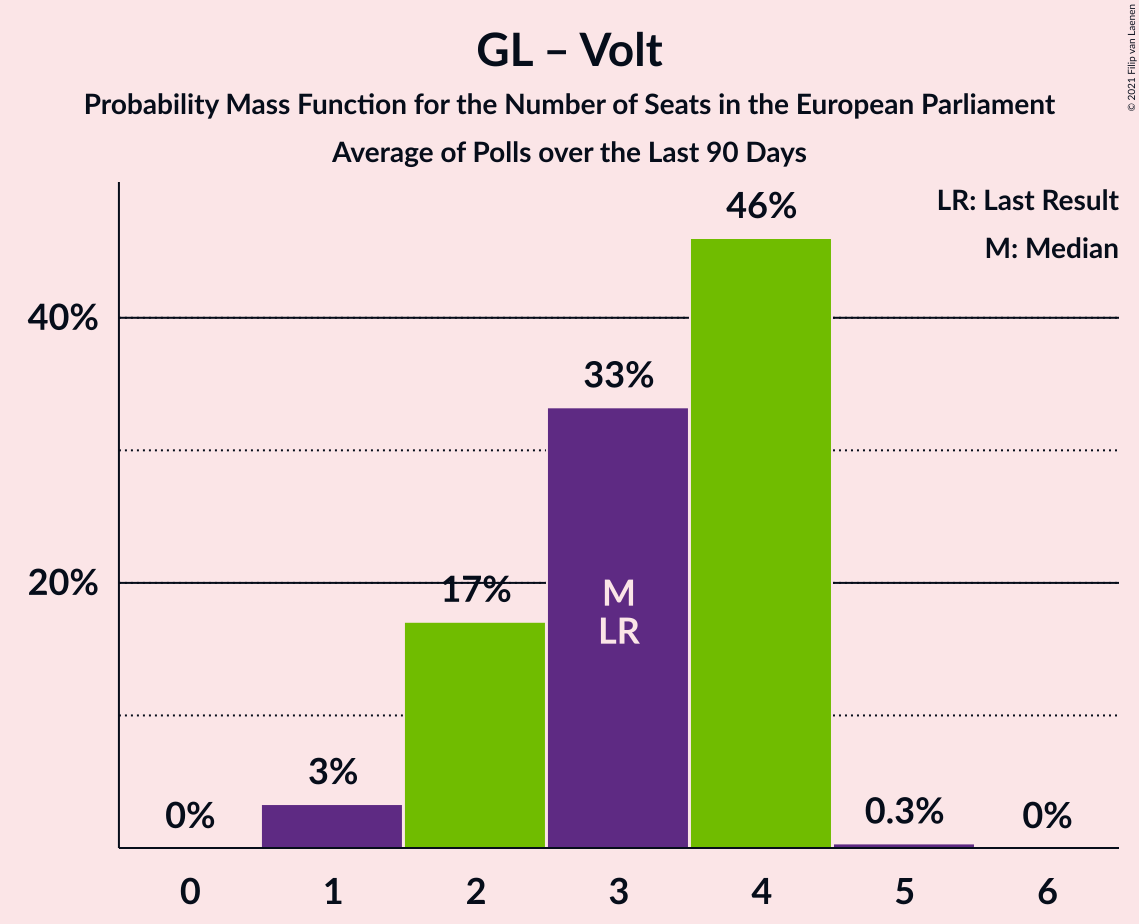 GL – Volt
Probability Mass Function for the Number of Seats in the European Parliament
Average of Polls over the Last 90 Days
© 2021 Filip van Laenen
LR: Last Result
M: Median
46%
40%
33%
20%
17%
M
LR
3%
0%
0.3%
0%
0 1 2 3 4 5 6